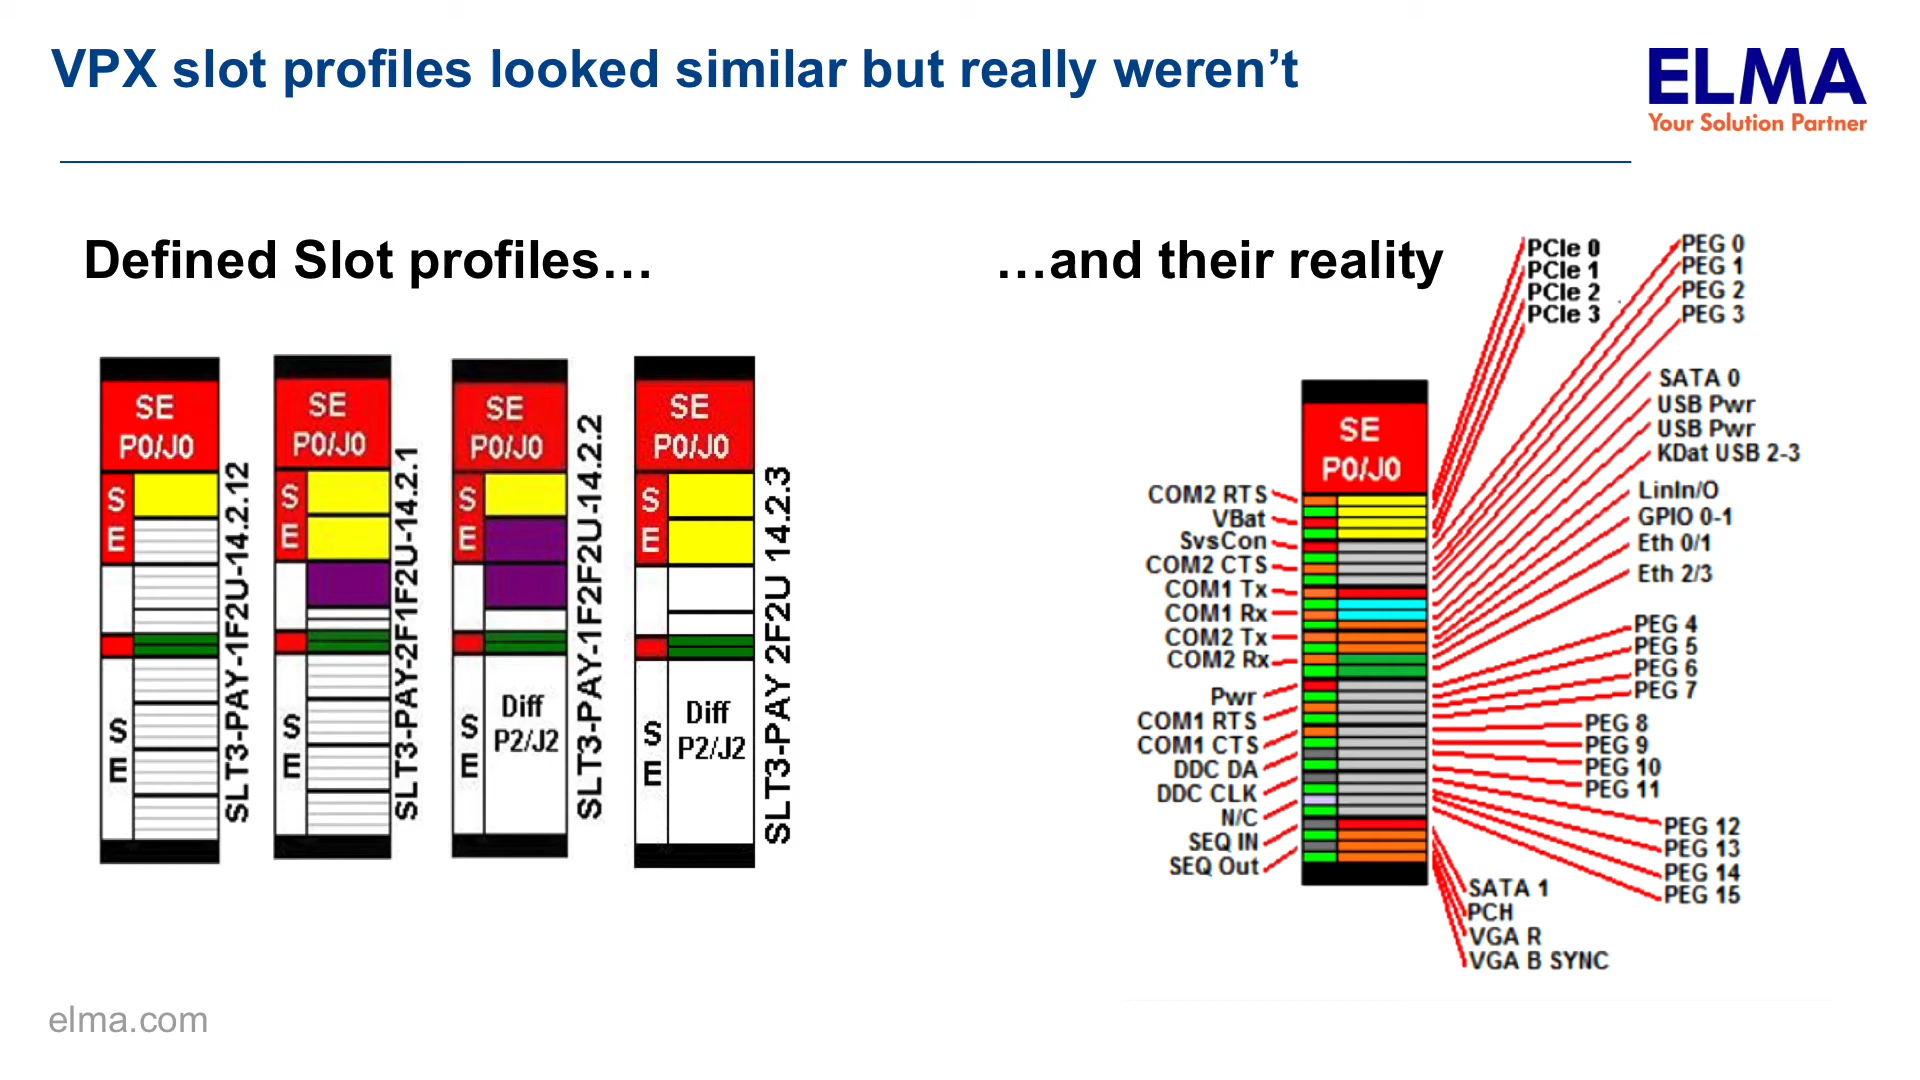 VPX slot profiles looked similar but really weren’t
ELMA
Your Solution Partner
Defined Slot profiles…
…and their reality
SE
P0/J0
S
E
S
E
SLT3-PAY-1F2U-14.2.12
SE
P0/J0
S
E
S
E
SLT3-PAY-2F1F2U-14.2.1
SE
P0/J0
S
E
S
E
Diff
P2/J2
SLT3-PAY-1F2F2U-14.2.2
SE
P0/J0
S
E
S
E
Diff
P2/J2
SLT3-PAY 2F2U 14.2.3
SE
P0/J0
COM2 RTS
VBat
SvsCon
COM2 CTS
COM1 Tx
COM1 Rx
COM2 Tx
COM2 Rx
Pwr
COM1 RTS
COM1 CTS
DDC DA
DDC CLK
N/C
SEQ IN
SEQ Out
PCIe 0
PCIe 1
PCIe 2
PCIe 3
PEG 0
PEG 1
PEG 2
PEG 3
SATA 0
USB Pwr
USB Pwr
KDat USB 2-3
LinIn/O
GPIO 0-1
Eth 0/1
Eth 2/3
PEG 4
PEG 5
PEG 6
PEG 7
PEG 8
PEG 9
PEG 10
PEG 11
PEG 12
PEG 13
PEG 14
PEG 15
SATA 1
PCH
VGA R
VGA B SYNC
elma.com